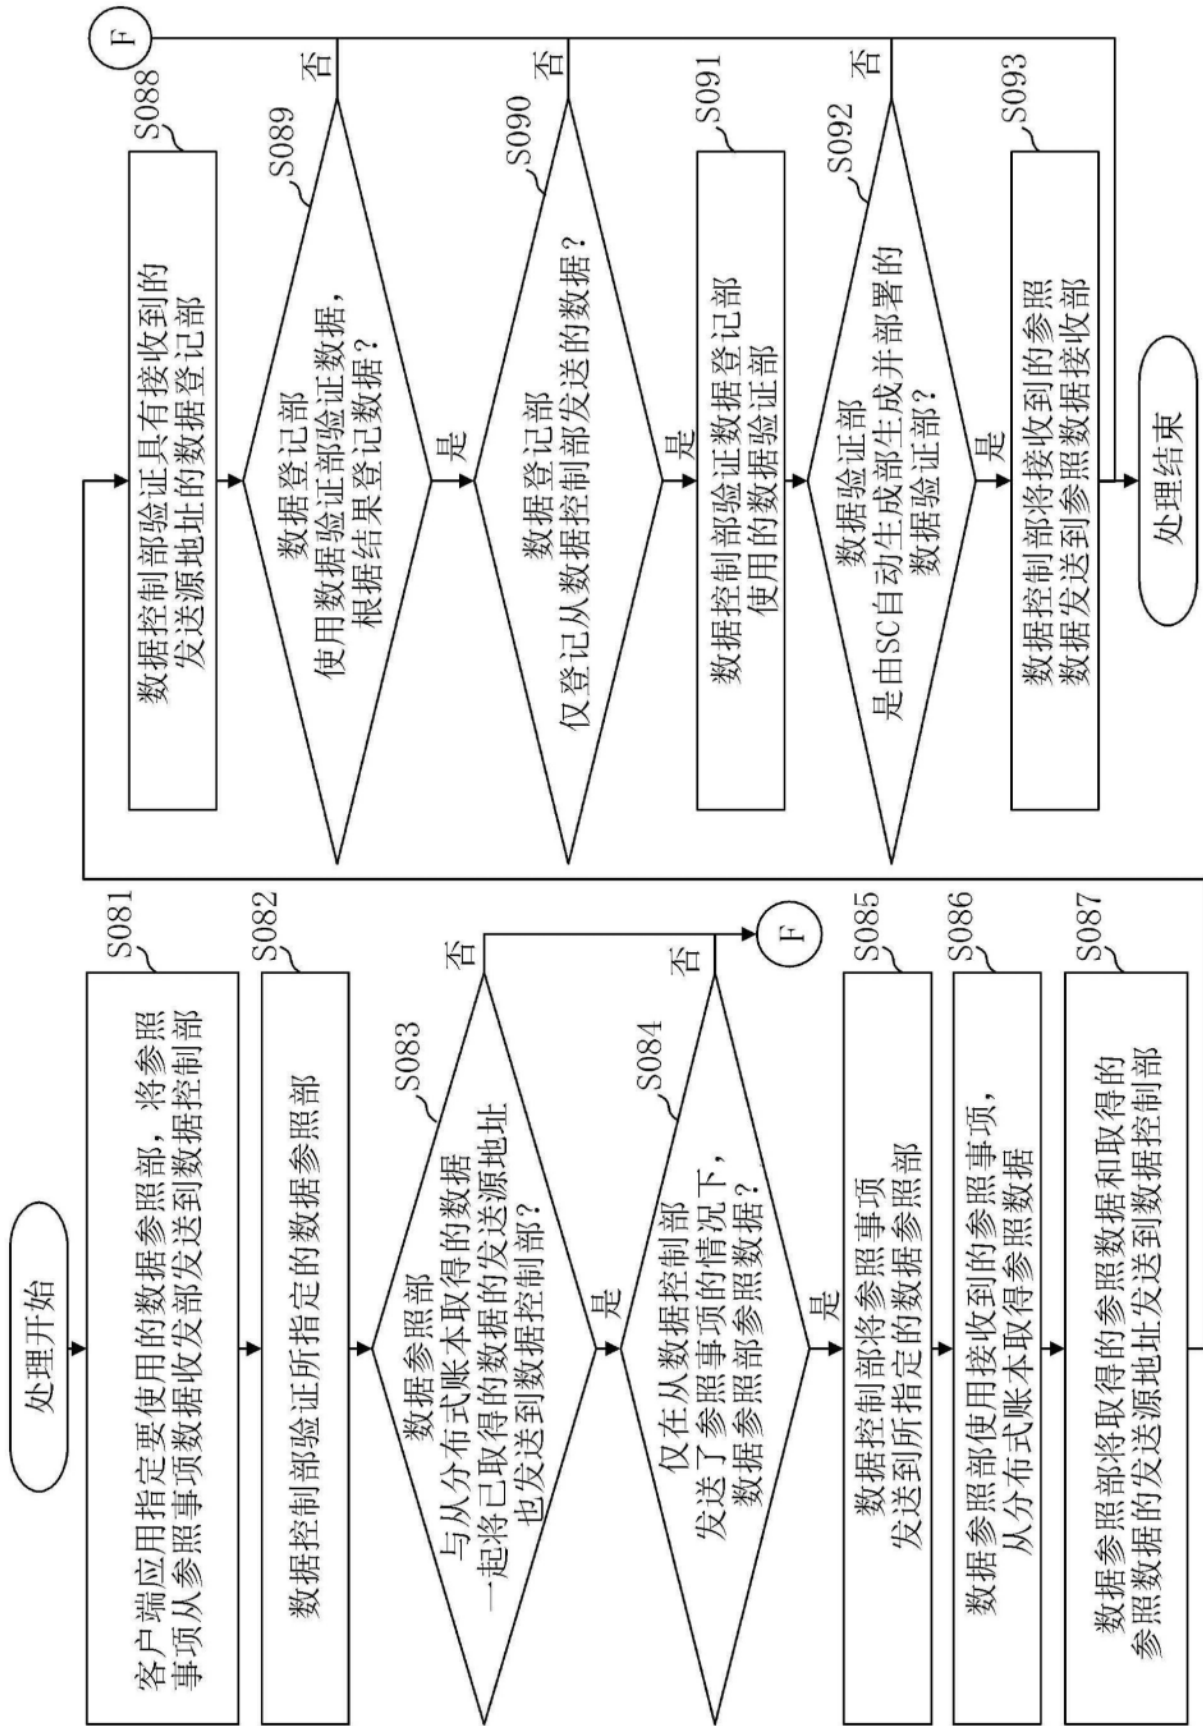 处理开始
S081
客户端应用指定要使用的数据参照部，将参照
事项从参照事项数据收发部发送到数据控制部
S082
数据控制部验证所指定的数据参照部
S083
数据参照部
与从分布式账本取得的数据
一起将已取得的数据的发送源地址
也发送到数据控制部？
否
是
S084
仅在从数据控制部
发送了参照事项的情况下，
数据参照部参照数据？
否
F
是
S085
数据控制部将参照事项
发送到所指定的数据参照部
S086
数据参照部使用接收到的参照事项，
从分布式账本取得参照数据
S087
数据参照部将取得的参照数据和取得的
参照数据的发送源地址发送到数据控制部
F
S088
数据控制部验证具有接收到的
发送源地址的数据登记部
S089
数据登记部
使用数据验证部验证数据，
根据结果登记数据？
否
是
S090
数据登记部
仅登记从数据控制部发送的数据？
否
是
S091
数据控制部验证数据登记部
使用的数据验证部
S092
数据验证部
是由SC自动生成部生成并部署的
数据验证部？
否
是
S093
数据控制部将接收到的参照
数据发送到参照数据接收部
处理结束